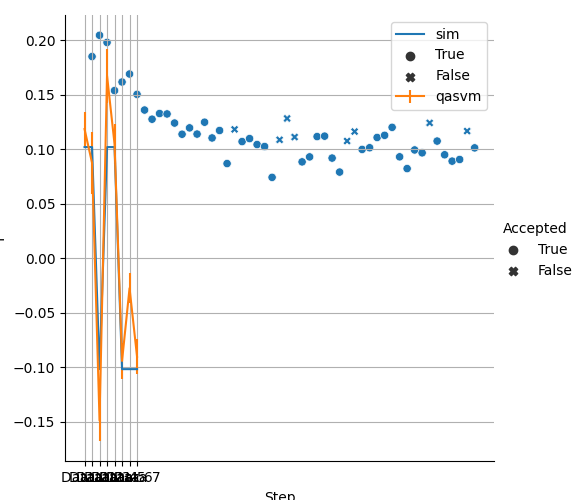 0.20
0.15
0.10
0.05
0.00
−0.05
−0.10
−0.15
sim
True
False
qasvm
Accepted
True
False
Step